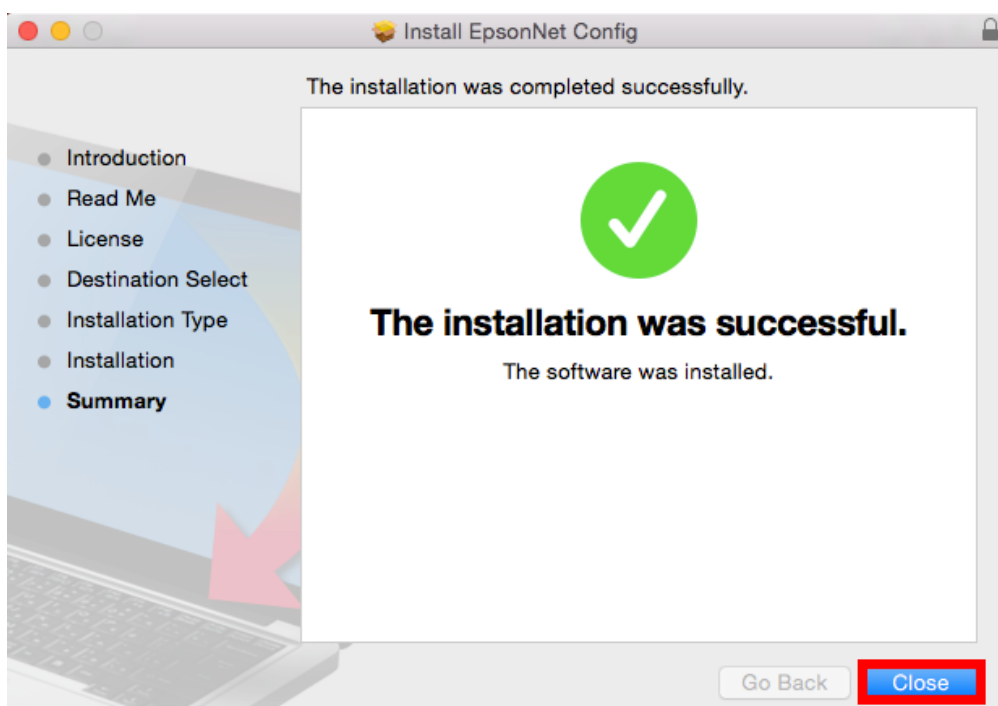 Install EpsonNet Config
The installation was completed successfully.
Introduction
Read Me
License
Destination Select
Installation Type
Installation
Summary
The installation was successful.
The software was installed.
Go Back
Close